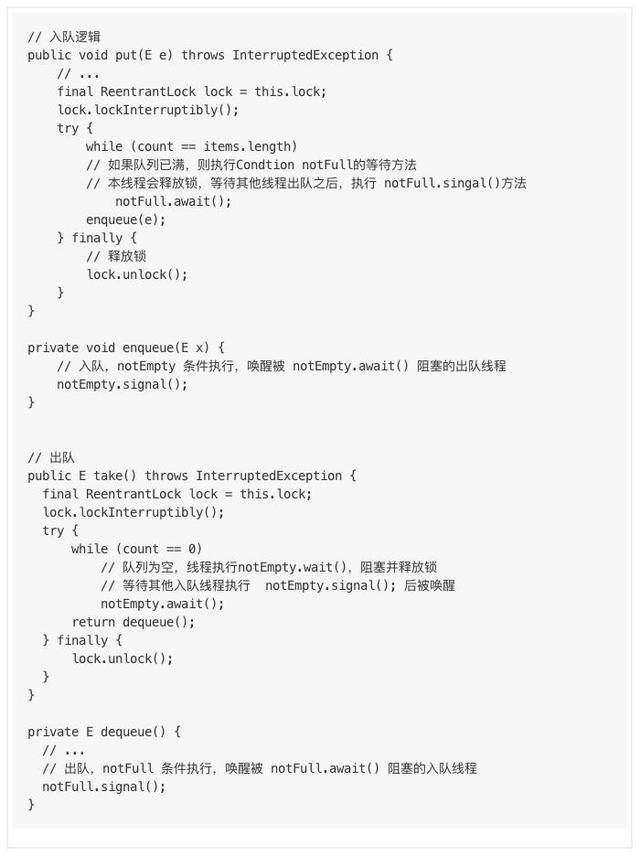 // 入队逻辑
public void put(E e) throws InterruptedException {
    // ...
    final ReentrantLock lock = this.lock;
    lock.lockInterruptibly();
    try {
        while (count == items.length)
        // 如果队列已满，则执行Condtion notFull的等待方法
        // 本线程会释放锁，等待其他线程出队之后，执行 notFull.singal()方法
            notFull.await();
        enqueue(e);
    } finally {
        // 释放锁
        lock.unlock();
    }
}

private void enqueue(E x) {
    // 入队，notEmpty 条件执行，唤醒被 notEmpty.await() 阻塞的出队线程
    notEmpty.signal();
}


// 出队
public E take() throws InterruptedException {
  final ReentrantLock lock = this.lock;
  lock.lockInterruptibly();
  try {
      while (count == 0)
          // 队列为空，线程执行notEmpty.wait()，阻塞并释放锁
          // 等待其他入队线程执行  notEmpty.signal(); 后被唤醒
          notEmpty.await();
      return dequeue();
  } finally {
      lock.unlock();
  }
}

private E dequeue() {
  // ...
  // 出队，notFull 条件执行，唤醒被 notFull.await() 阻塞的入队线程
  notFull.signal();
}